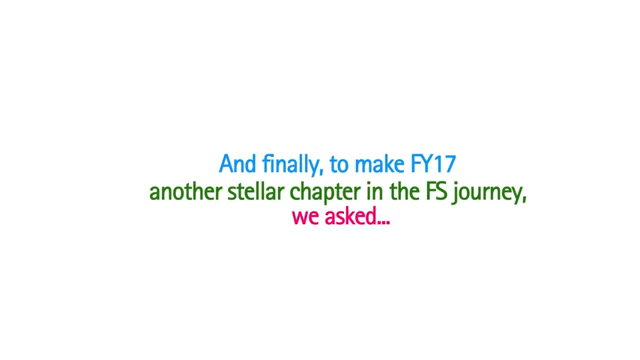 And finally, to make FY17
another stellar chapter in the FS journey,
we asked...